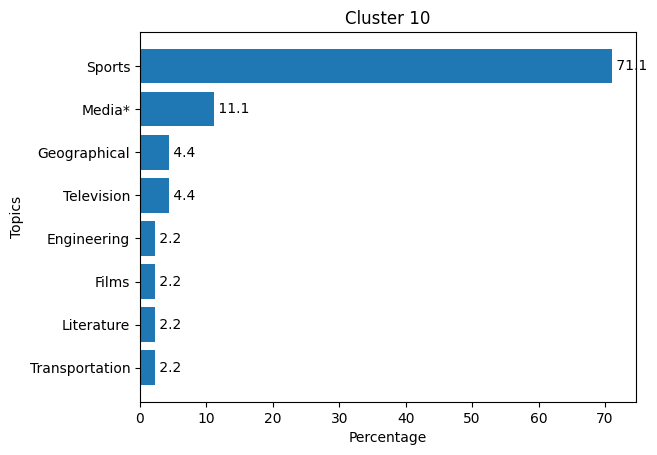 Cluster 10
Topics
Sports 71.1
Media* 11.1
Geographical 4.4
Television 4.4
Engineering 2.2
Films 2.2
Literature 2.2
Transportation 2.2
0 10 20 30 40 50 60 70
Percentage